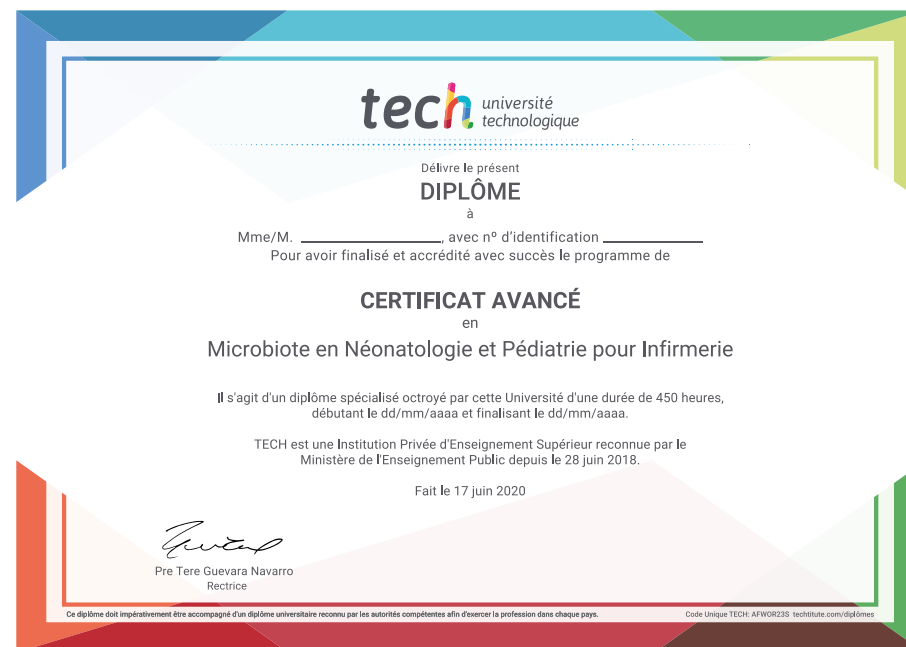 tech université
technologique
Délivre le présent
DIPLÔME
à
Mme/M. ____________________, avec nº d'identification ______________
Pour avoir finalisé et accrédité avec succès le programme de
CERTIFICAT AVANCÉ
en
Microbiote en Néonatologie et Pédiatrie pour Infirmerie
Il s'agit d'un diplôme spécialisé octroyé par cette Université d'une durée de 450 heures,
débutant le dd/mm/aaaa et finalisant le dd/mm/aaaa.
TECH est une Institution Privée d'Enseignement Supérieur reconnue par le
Ministère de l'Enseignement Public depuis le 28 juin 2018.
Fait le 17 juin 2020
Pre Tere Guevara Navarro
Rectrice
Ce diplôme doit impérativement être accompagné d'un diplôme universitaire reconnu par les autorités compétentes afin d'exercer la profession dans chaque pays.
Code Unique TECH: AFWOR23S techtitute.com/diplômes